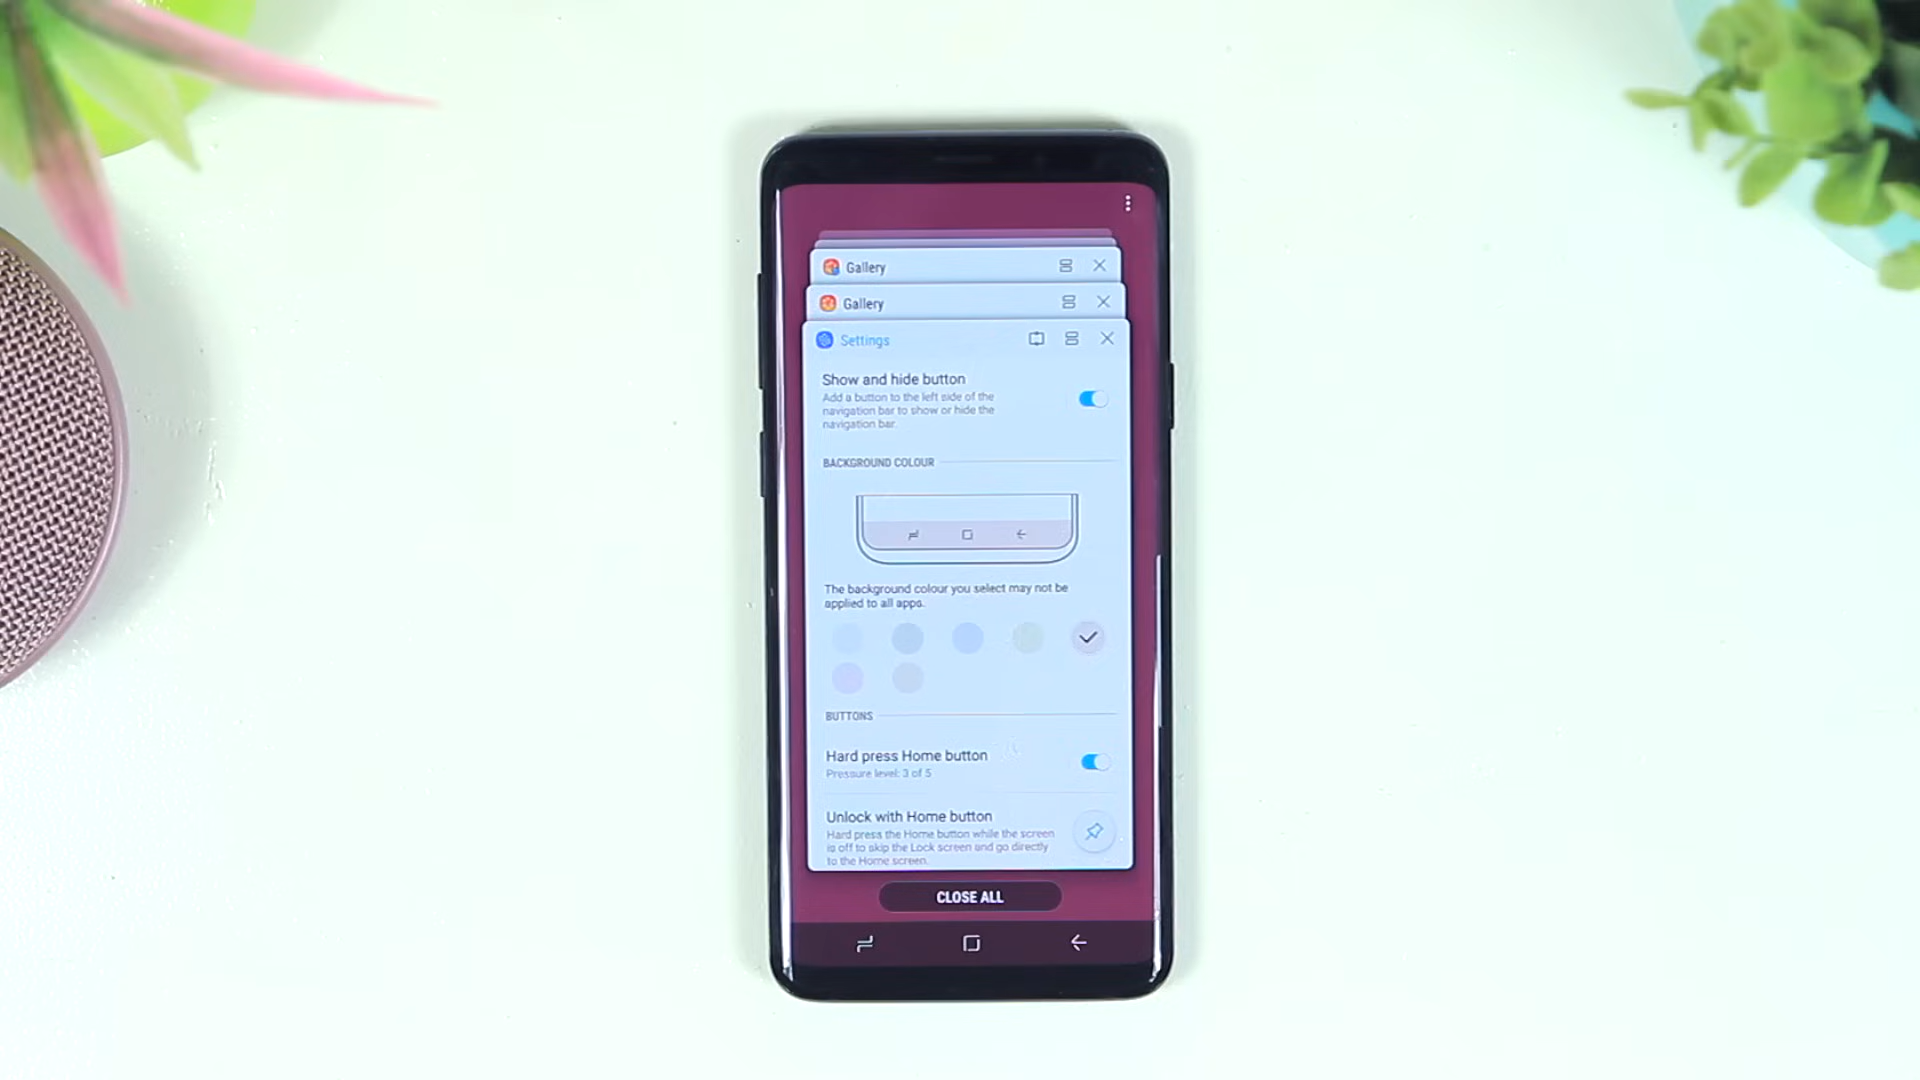 Gallery
Gallery
Settings
Show and hide button
Add a button to the left side of the
navigation bar to show or hide the
navigation bar.
BACKGROUND COLOUR
The background colour you select may not be
applied to all apps.
BUTTONS
Hard press Home button
Pressure level: 3 of 5
Unlock with Home button
Hard press the Home button while the screen
is off to skip the Lock screen and go directly
to the Home screen.
CLOSE ALL